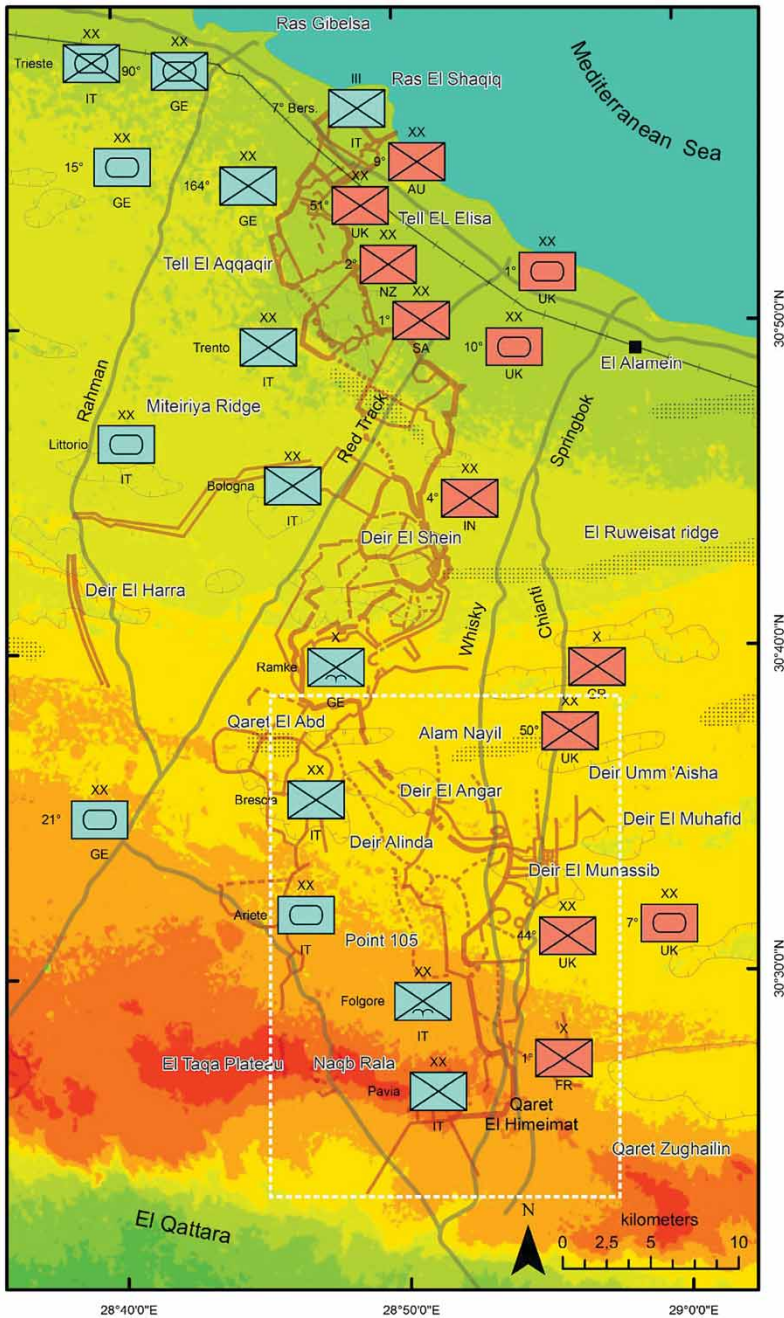 Ras Gibelsa
XX
Trieste
IT
XX
90°
GE
Mediterranean Sea
III
Ras El Shaqiq
7° Bers.
IT
XX
15°
GE
XX
164°
GE
XX
9°
AU
XX
51°
UK
Tell EL Elisa
XX
2°
NZ
Tell El Aqqaqir
XX
1°
UK
XX
1°
SA
XX
10°
UK
30°50'0"E
El Alamein
XX
Trento
IT
Rahman
Miteiriya Ridge
Red Track
Springbok
XX
Littorio
IT
XX
Bologna
IT
XX
4°
IN
Deir El Shein
El Ruweisat ridge
Deir El Harra
Whisky
Chianti
30°40'0"E
X
Ramke
GE
X
GR
Qaret El Abd
Alam Nayil
XX
50°
UK
Deir Umm 'Aisha
XX
Brescia
IT
Deir El Angar
XX
21°
GE
Deir El Muhafid
Deir Alinda
Deir El Munassib
XX
Ariete
IT
Point 105
XX
44°
UK
XX
7°
UK
30°30'0"E
XX
Folgore
IT
El Taqa Plateau
Naqb Rala
X
1°
FR
XX
Pavia
IT
Qaret
El Himeimat
Qaret Zughailin
El Qattara
N
kilometers
0 2,5 5 10
28°40'0"E
28°50'0"E
29°0'0"E